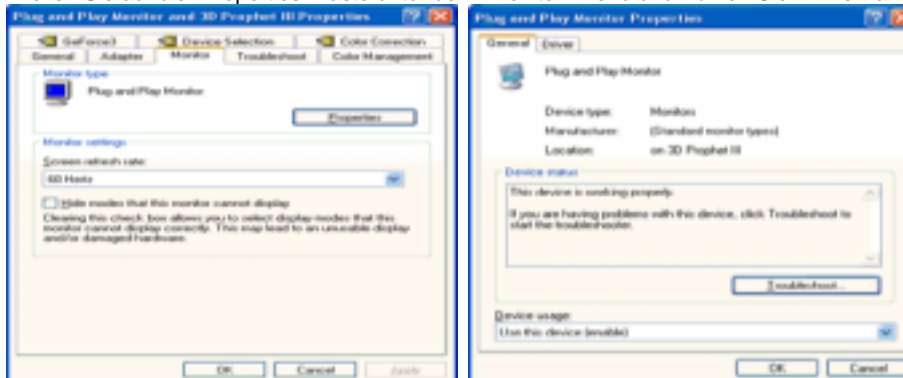 Plug and Play Monitor and 3D Prophet III Properties
GeForce3
Device Selection
Color Correction
General
Adapter
Monitor
Troubleshoot
Color Management
Monitor type
Plug and Play Monitor
Properties
Monitor settings
Screen refresh rate:
60 Hertz
Hide modes that this monitor cannot display
Clearing this check box allows you to select display modes that this
monitor cannot display correctly. This may lead to an unusable display
and/or damaged hardware.
OK
Cancel
Apply
Plug and Play Monitor Properties
General
Driver
Plug and Play Monitor
Device type:
Monitors
Manufacturer:
(Standard monitor types)
Location:
on 3D Prophet III
Device status
This device is working properly.
If you are having problems with this device, click Troubleshoot to
start the troubleshooter.
Troubleshoot...
Device usage:
Use this device (enable)
OK
Cancel